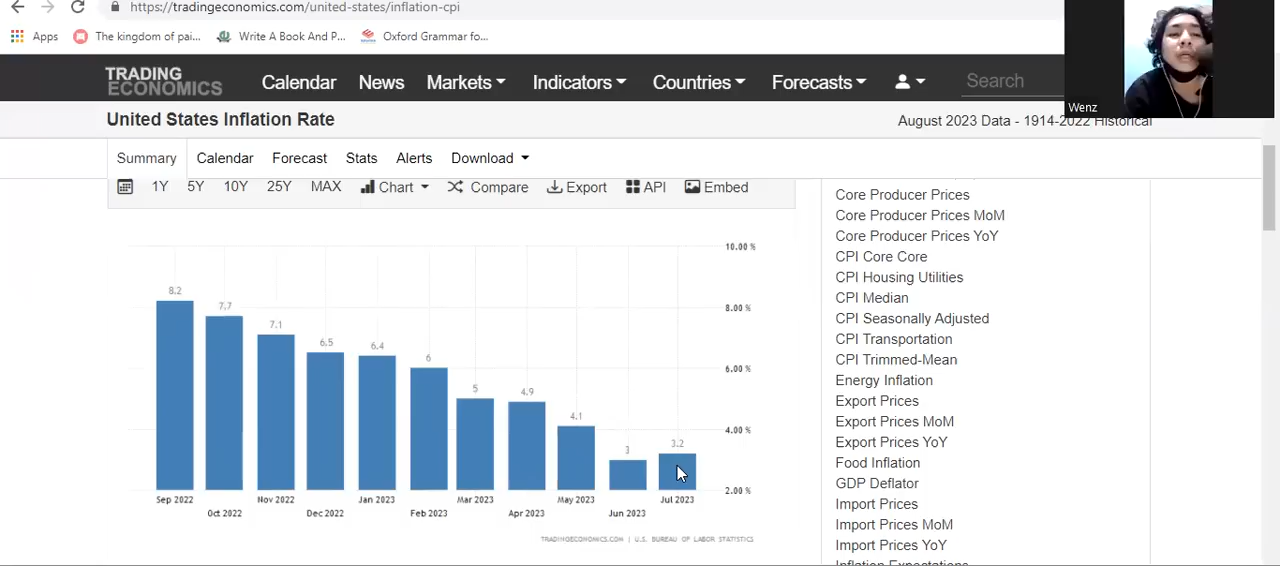 https://tradingeconomics.com/united-states/inflation-cpi
Apps The kingdom of pai... Write A Book And P... Oxford Grammar fo...
TRADING ECONOMICS Calendar News Markets Indicators Countries Forecasts Search
Wenz
United States Inflation Rate
August 2023 Data - 1914-2022 Historical
Summary Calendar Forecast Stats Alerts Download
1Y 5Y 10Y 25Y MAX Chart Compare Export API Embed
10.00 %
8.00 %
6.00 %
4.00 %
2.00 %
8.2 7.7 7.1 6.5 6.4 6 5 4.9 4.1 3 3.2
Sep 2022 Oct 2022 Nov 2022 Dec 2022 Jan 2023 Feb 2023 Mar 2023 Apr 2023 May 2023 Jun 2023 Jul 2023
TRADINGECONOMICS.COM | U.S. BUREAU OF LABOR STATISTICS
Core Producer Prices
Core Producer Prices MoM
Core Producer Prices YoY
CPI Core Core
CPI Housing Utilities
CPI Median
CPI Seasonally Adjusted
CPI Transportation
CPI Trimmed-Mean
Energy Inflation
Export Prices
Export Prices MoM
Export Prices YoY
Food Inflation
GDP Deflator
Import Prices
Import Prices MoM
Import Prices YoY
Inflation Expectations